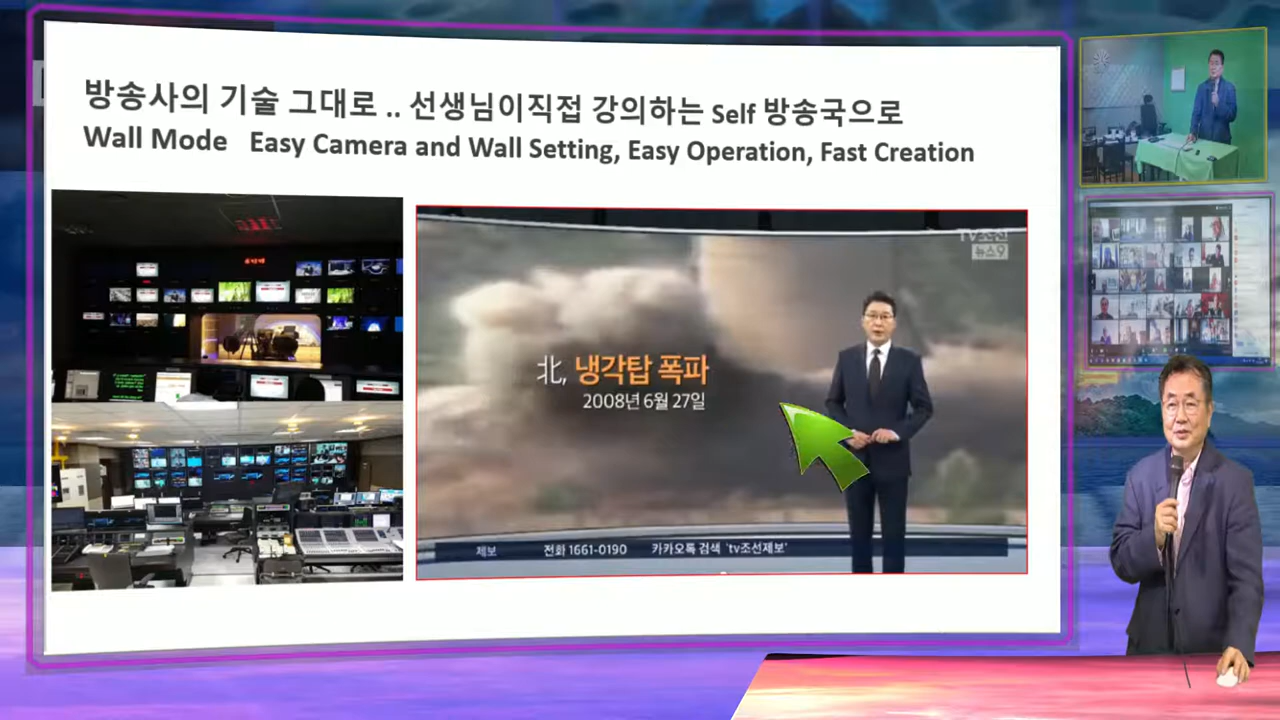 방송사의 기술 그대로 .. 선생님이직접 강의하는 Self 방송국으로
Wall Mode Easy Camera and Wall Setting, Easy Operation, Fast Creation
TV조선
뉴스9
北, 냉각탑 폭파
2008년 6월 27일
제보 전화 1661-0190 카카오톡 검색 'tv조선제보'